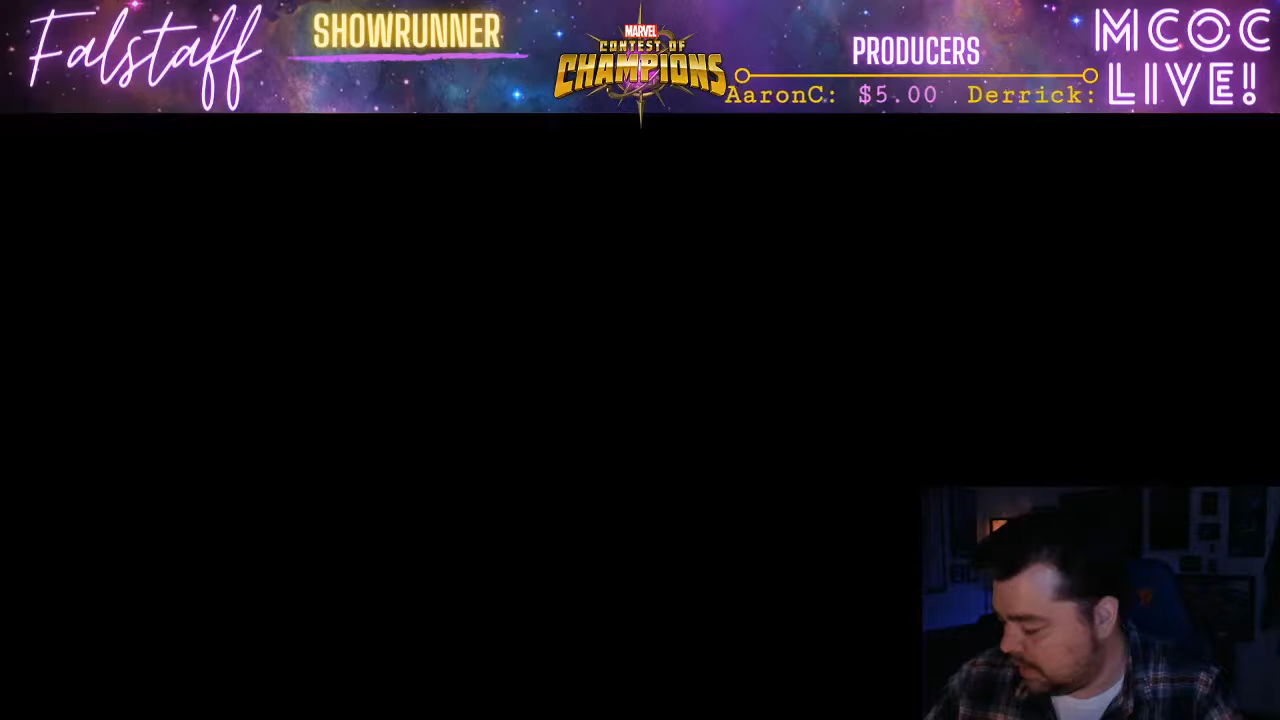 Falstaff
SHOWRUNNER
MARVEL
CONTEST OF
CHAMPIONS
PRODUCERS
AaronC: $5.00 Derrick:
MCOC
LIVE!